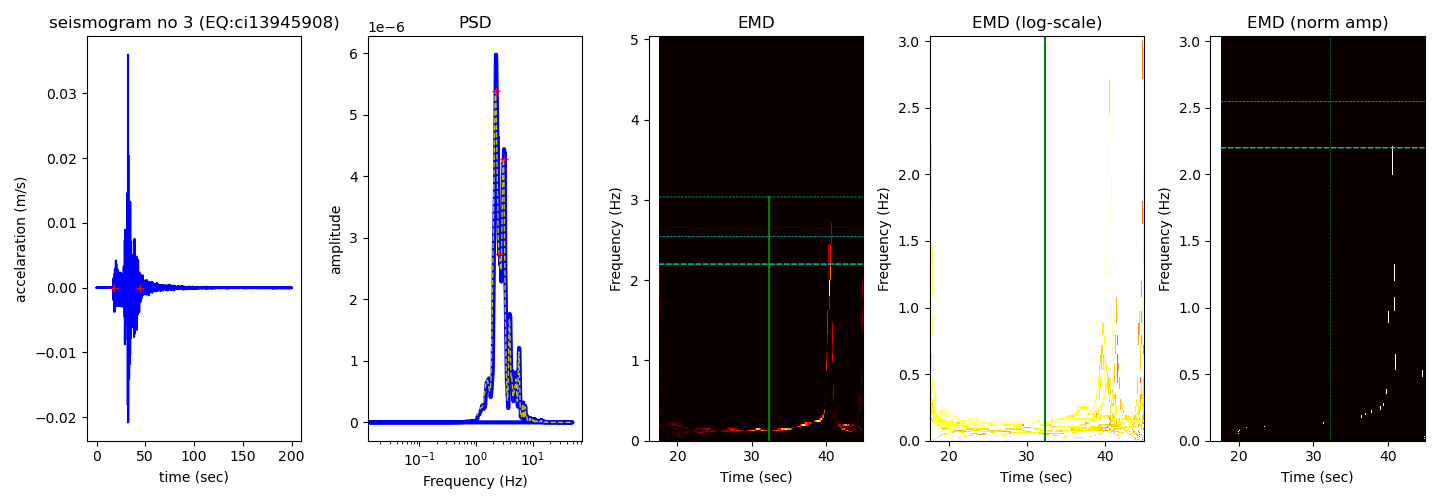 seismogram no 3 (EQ:ci13945908)
accelaration (m/s)
0.03
0.02
0.01
0.00
−0.01
−0.02
0 50 100 150 200
time (sec)
PSD
1e−6
amplitude
6
5
4
3
2
1
0
10⁻¹ 10⁰ 10¹
Frequency (Hz)
EMD
Frequency (Hz)
5
4
3
2
1
0
20 40
Time (sec)
EMD (log-scale)
Frequency (Hz)
3.0
2.5
2.0
1.5
1.0
0.5
0.0
20 30 40
Time (sec)
EMD (norm amp)
Frequency (Hz)
3.0
2.5
2.0
1.5
1.0
0.5
0.0
20 30 40
Time (sec)